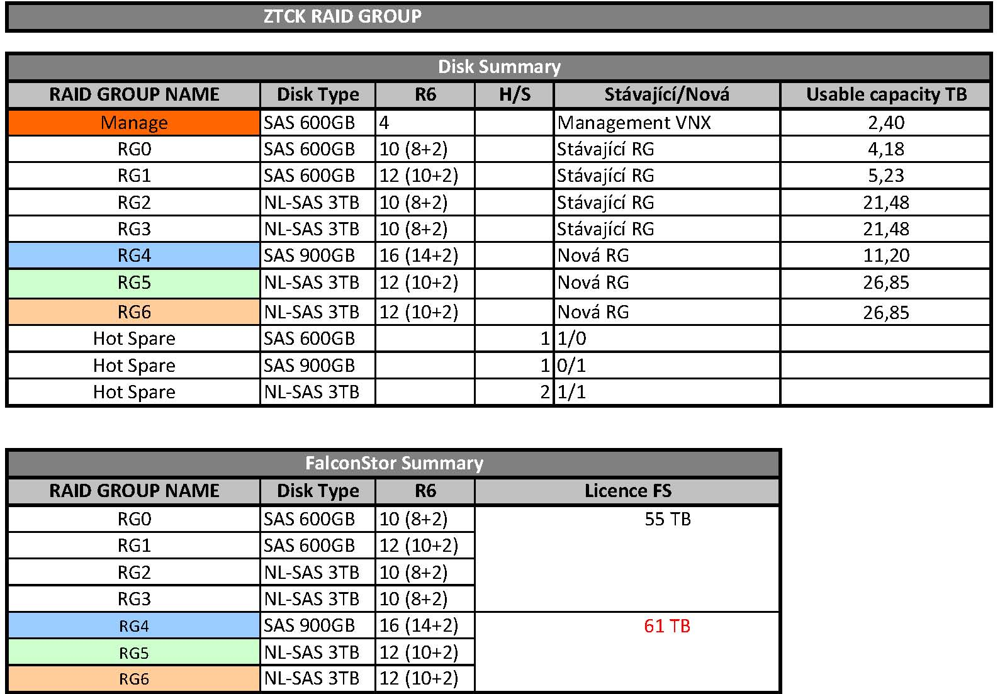 ZTCK RAID GROUP
Disk Summary
RAID GROUP NAME Disk Type R6 H/S Stávající/Nová Usable capacity TB
Manage SAS 600GB 4 Management VNX 2,40
RG0 SAS 600GB 10 (8+2) Stávající RG 4,18
RG1 SAS 600GB 12 (10+2) Stávající RG 5,23
RG2 NL-SAS 3TB 10 (8+2) Stávající RG 21,48
RG3 NL-SAS 3TB 10 (8+2) Stávající RG 21,48
RG4 SAS 900GB 16 (14+2) Nová RG 11,20
RG5 NL-SAS 3TB 12 (10+2) Nová RG 26,85
RG6 NL-SAS 3TB 12 (10+2) Nová RG 26,85
Hot Spare SAS 600GB 1 1/0
Hot Spare SAS 900GB 1 0/1
Hot Spare NL-SAS 3TB 2 1/1
FalconStor Summary
RAID GROUP NAME Disk Type R6 Licence FS
RG0 SAS 600GB 10 (8+2) 55 TB
RG1 SAS 600GB 12 (10+2)
RG2 NL-SAS 3TB 10 (8+2)
RG3 NL-SAS 3TB 10 (8+2)
RG4 SAS 900GB 16 (14+2) 61 TB
RG5 NL-SAS 3TB 12 (10+2)
RG6 NL-SAS 3TB 12 (10+2)